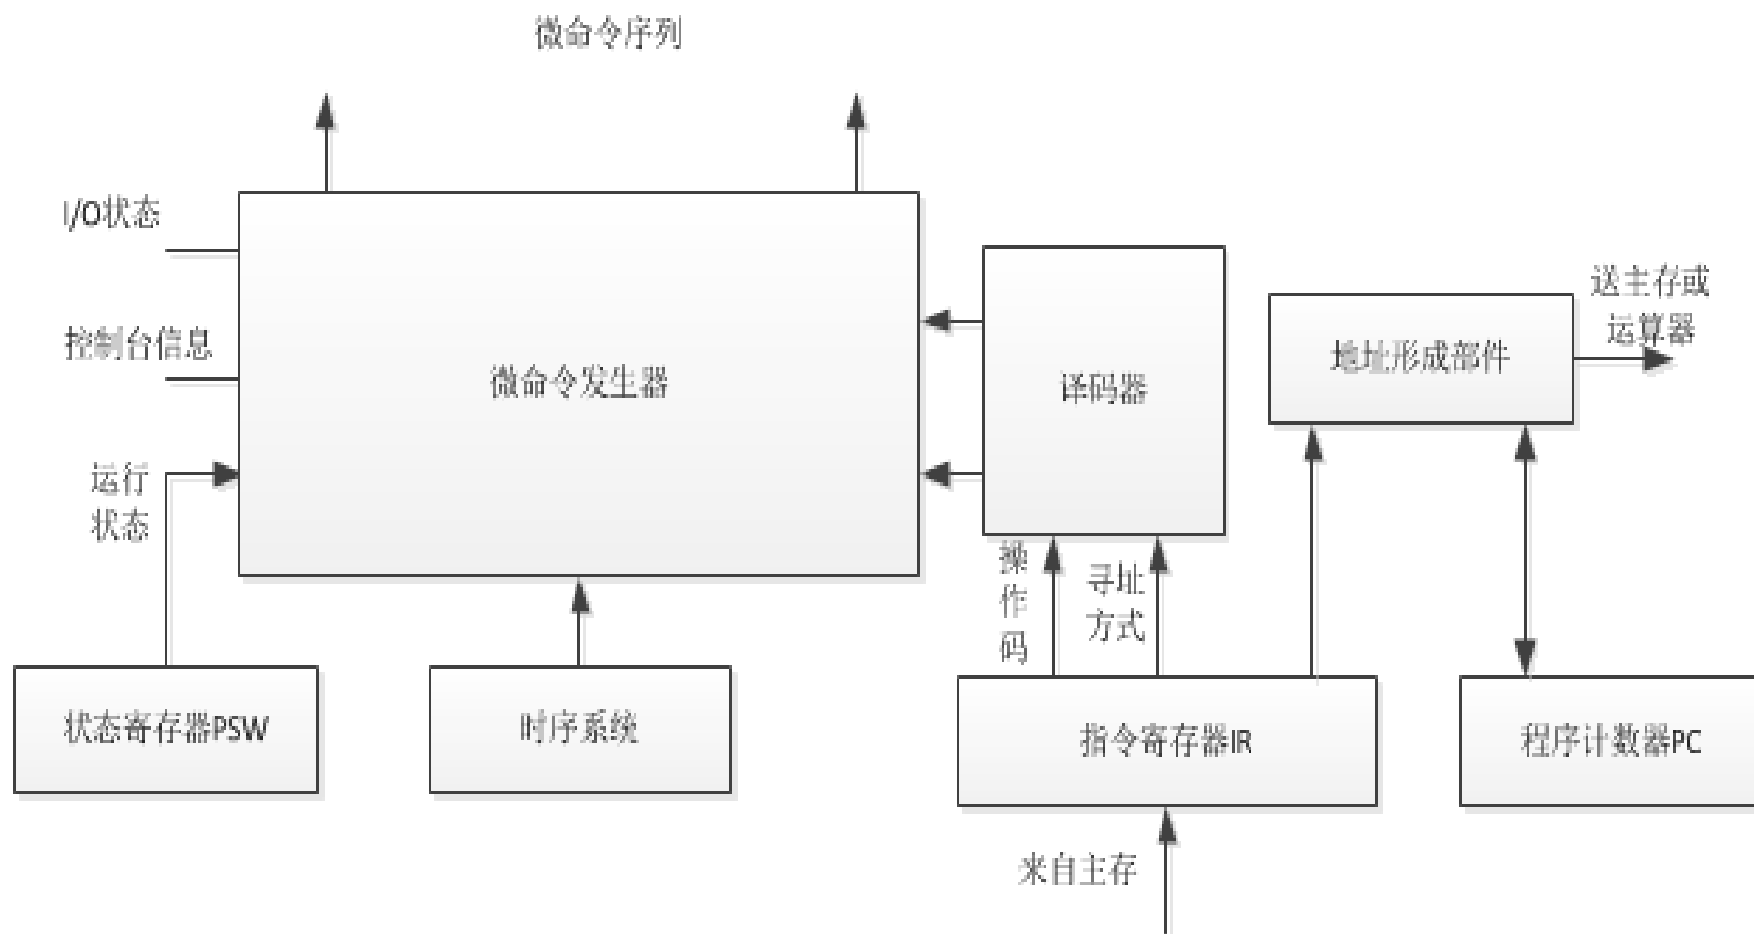 微命令序列
I/O状态
控制台信息
微命令发生器
运行
状态
译码器
地址形成部件
送主存或
运算器
操
作
码
寻址
方式
状态寄存器PSW
时序系统
指令寄存器IR
程序计数器PC
来自主存